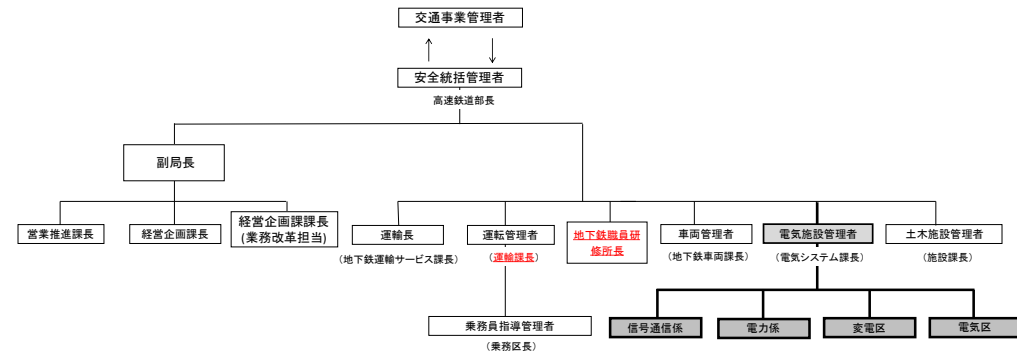 交通事業管理者
安全統括管理者
高速鉄道部長
副局長
営業推進課長
経営企画課長
経営企画課課長
(業務改革担当)
運輸長
(地下鉄運輸サービス課長)
運転管理者
(運輸課長)
地下鉄職員研
修所長
車両管理者
(地下鉄車両課長)
電気施設管理者
(電気システム課長)
土木施設管理者
(施設課長)
乗務員指導管理者
(乗務区長)
信号通信係
電力係
変電区
電気区